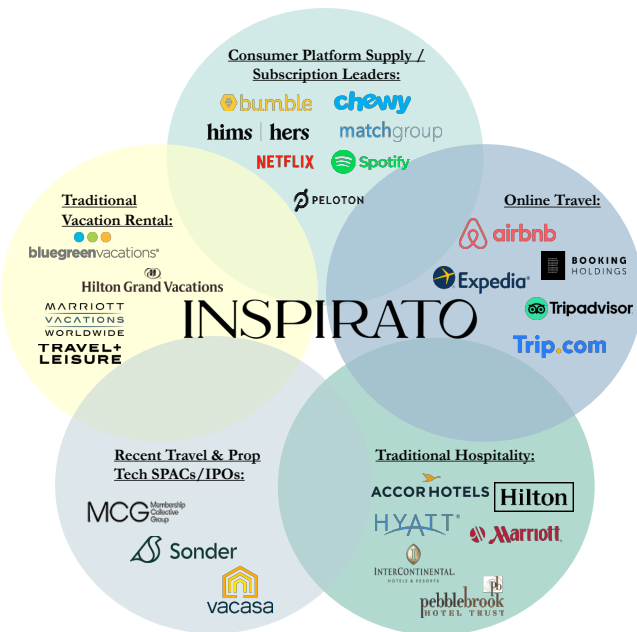 Consumer Platform Supply /
Subscription Leaders:
bumble
chewy
hims | hers
matchgroup
NETFLIX
Spotify
PELOTON
Traditional
Vacation Rental:
bluegreenvacations®
Hilton Grand Vacations
MARRIOTT
VACATIONS
WORLDWIDE
TRAVEL+
LEISURE
Online Travel:
airbnb
BOOKING
HOLDINGS
Expedia®
Tripadvisor
Trip.com
INSPIRATO
Recent Travel & Prop
Tech SPACs/IPOs:
MCG Membership
Collective
Group
Sonder
vacasa
Traditional Hospitality:
ACCOR HOTELS
Hilton
HYATT®
Marriott.
INTERCONTINENTAL.
HOTELS & RESORTS
pb
pebblebrook
HOTEL TRUST